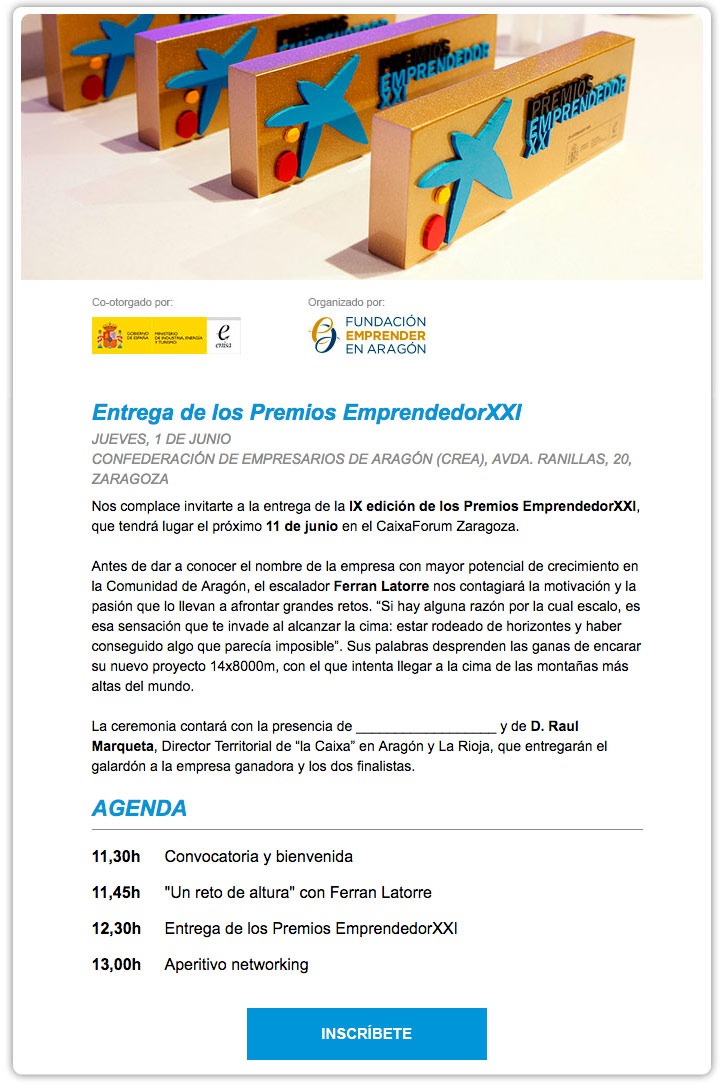 PREMIOS
EMPRENDEDOR
XXI
PREMIOS
EMPRENDEDOR
XXI
Co-otorgado por:
Organizado por:
GOBIERNO
DE ESPAÑA
MINISTERIO
DE INDUSTRIA, ENERGÍA
Y TURISMO
e
enisa
FUNDACIÓN
EMPRENDER
EN ARAGÓN
Entrega de los Premios EmprendedorXXI
JUEVES, 1 DE JUNIO
CONFEDERACIÓN DE EMPRESARIOS DE ARAGÓN (CREA), AVDA. RANILLAS, 20,
ZARAGOZA
Nos complace invitarte a la entrega de la IX edición de los Premios EmprendedorXXI,
que tendrá lugar el próximo 11 de junio en el CaixaForum Zaragoza.
Antes de dar a conocer el nombre de la empresa con mayor potencial de crecimiento en
la Comunidad de Aragón, el escalador Ferran Latorre nos contagiará la motivación y la
pasión que lo llevan a afrontar grandes retos. “Si hay alguna razón por la cual escalo, es
esa sensación que te invade al alcanzar la cima: estar rodeado de horizontes y haber
conseguido algo que parecía imposible”. Sus palabras desprenden las ganas de encarar
su nuevo proyecto 14x8000m, con el que intenta llegar a la cima de las montañas más
altas del mundo.
La ceremonia contará con la presencia de __________________ y de D. Raul
Marqueta, Director Territorial de “la Caixa” en Aragón y La Rioja, que entregarán el
galardón a la empresa ganadora y los dos finalistas.
AGENDA
11,30h Convocatoria y bienvenida
11,45h "Un reto de altura" con Ferran Latorre
12,30h Entrega de los Premios EmprendedorXXI
13,00h Aperitivo networking
INSCRÍBETE